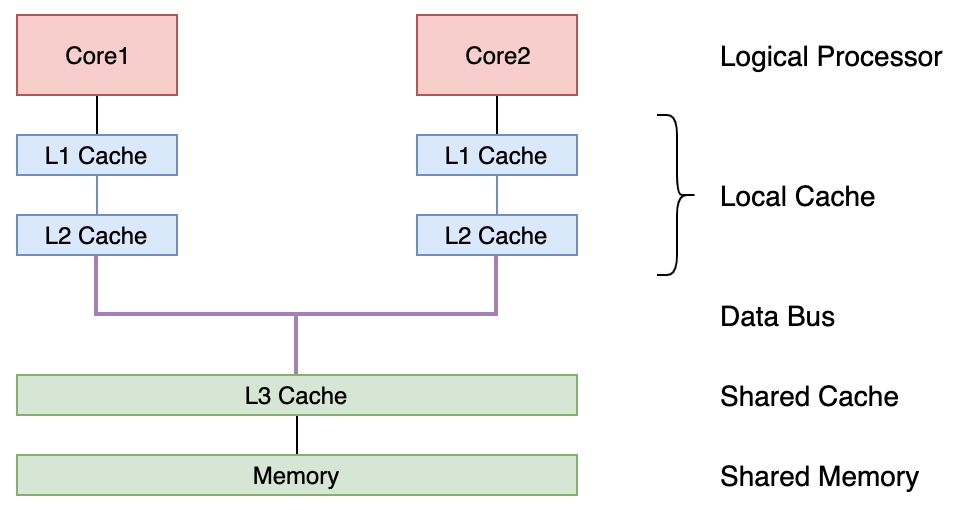 Core1
Core2
Logical Processor
L1 Cache
L1 Cache
L2 Cache
L2 Cache
Local Cache
Data Bus
L3 Cache
Shared Cache
Memory
Shared Memory